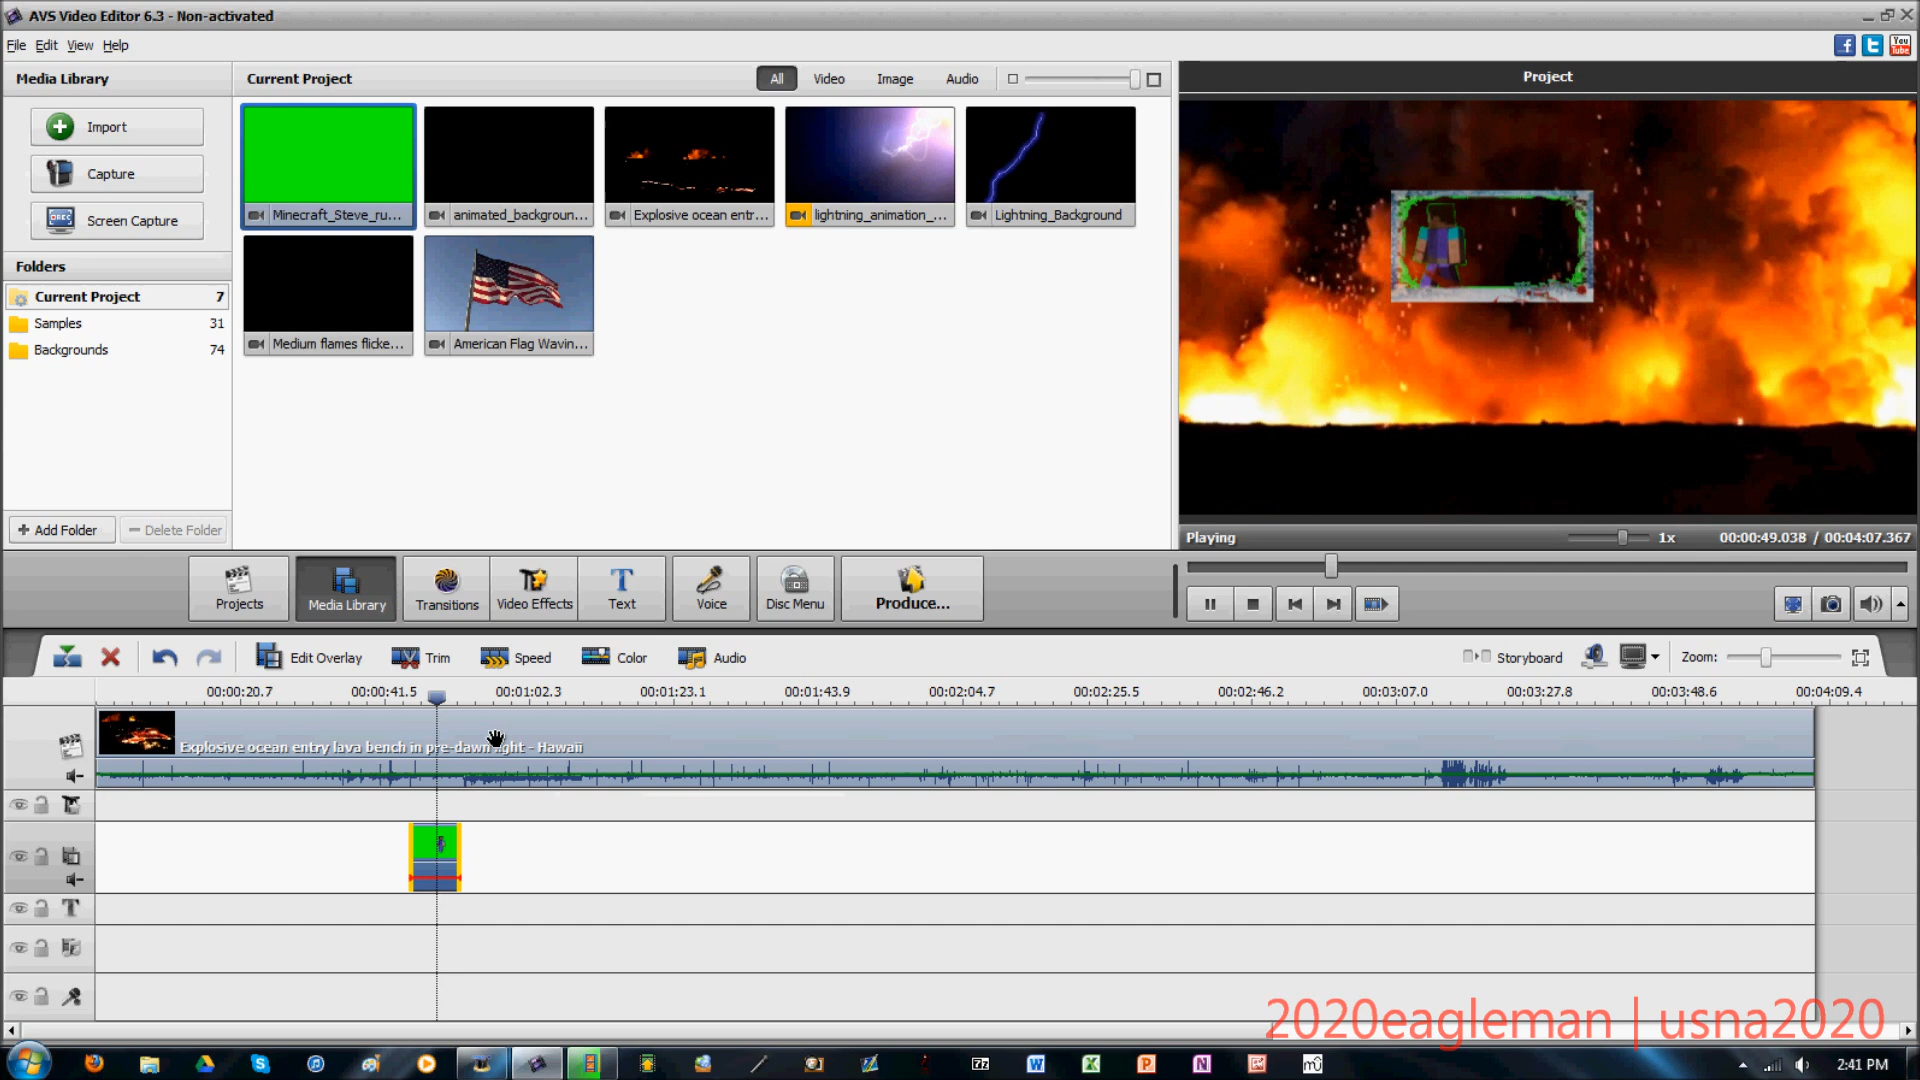 AVS Video Editor 6.3 - Non-activated
File Edit View Help
Media Library
Current Project
All Video Image Audio
Project
Import
Capture
Screen Capture
Minecraft_Steve_ru...
animated_backgroun...
Explosive ocean entr...
lightning_animation_...
Lightning_Background
Medium flames flicke...
American Flag Wavin...
Folders
Current Project 7
Samples 31
Backgrounds 74
Add Folder
Delete Folder
Playing
1x
00:00:49.038 / 00:04:07.367
Projects
Media Library
Transitions
Video Effects
Text
Voice
Disc Menu
Produce...
Edit Overlay
Trim
Speed
Color
Audio
Storyboard
Zoom:
00:00:20.7 00:00:41.5 00:01:02.3 00:01:23.1 00:01:43.9 00:02:04.7 00:02:25.5 00:02:46.2 00:03:07.0 00:03:27.8 00:03:48.6 00:04:09.4
Explosive ocean entry lava bench in pre-dawn light - Hawaii
2020eagleman | usna2020
2:41 PM